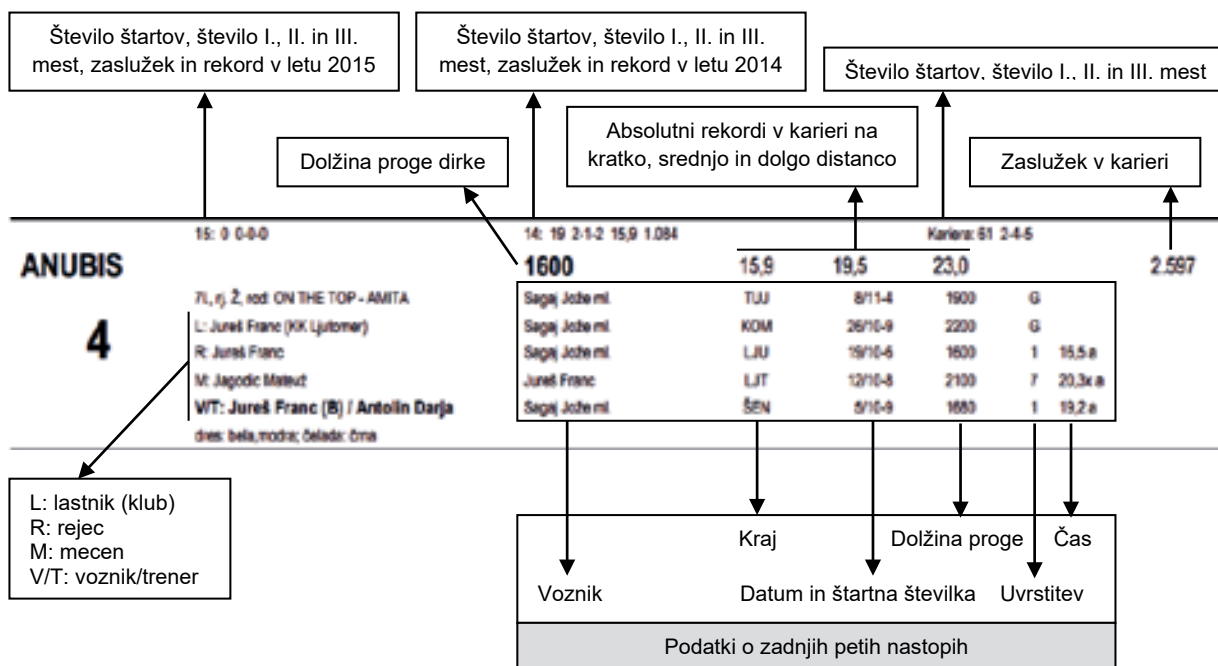 Število štartov, število I., II. in III.
mest, zaslužek in rekord v letu 2015
Število štartov, število I., II. in III.
mest, zaslužek in rekord v letu 2014
Število štartov, število I., II. in III. mest
Dolžina proge dirke
Absolutni rekordi v karieri na
kratko, srednjo in dolgo distanco
Zaslužek v karieri
15: 0 0-0-0 14: 19 2-1-2 15,9 1.084 Kariera: 61 2-4-5
ANUBIS 1600 15,9 19,5 23,0 2.597
7L, rj. Ž, rod: ON THE TOP - AMITA Sagaj Jože ml. TUJ 8/11-4 1900 G
4
L: Jureš Franc (KK Ljutomer) Sagaj Jože ml. KOM 26/10-9 2200 G
R: Jureš Franc Sagaj Jože ml. LJU 19/10-6 1600 1 15,5 a
M: Jagodic Matevž Jureš Franc LJT 12/10-8 2100 7 20,3x a
V/T: Jureš Franc (B) / Antolin Darja Sagaj Jože ml. ŠEN 5/10-9 1680 1 19,2 a
dres: bela, modra; čelada: črna
L: lastnik (klub)
R: rejec
M: mecen
V/T: voznik/trener
Kraj Dolžina proge Čas
Voznik Datum in štartna številka Uvrstitev
Podatki o zadnjih petih nastopih